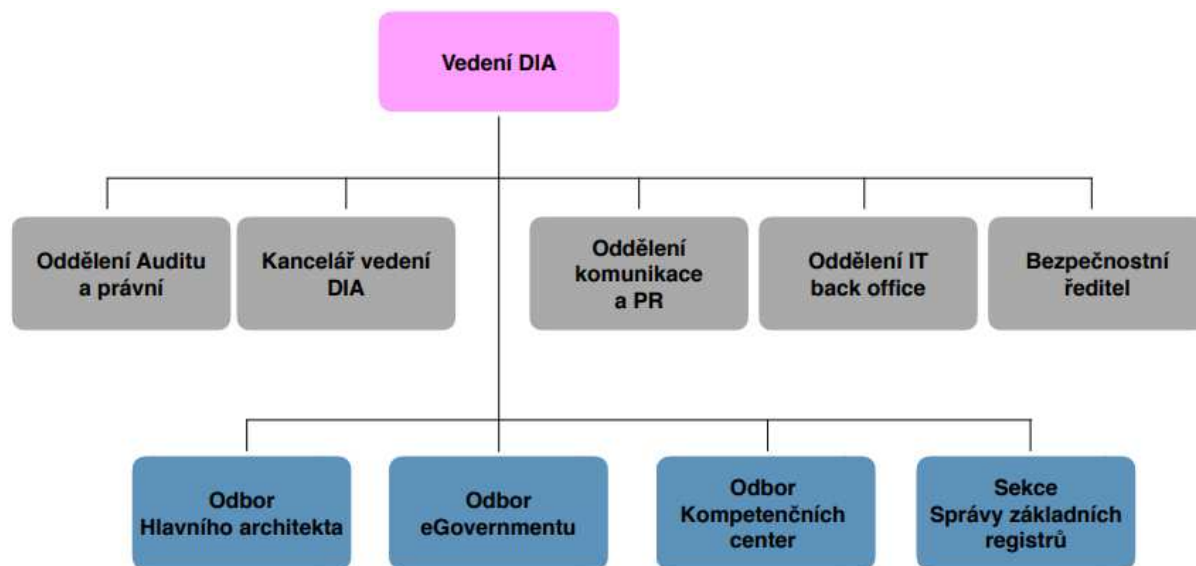 Vedení DIA
Oddělení Auditu
a právní
Kancelář vedení
DIA
Oddělení
komunikace
a PR
Oddělení IT
back office
Bezpečnostní
ředitel
Odbor
Hlavního architekta
Odbor
eGovernmentu
Odbor
Kompetenčních
center
Sekce
Správy základních
registrů